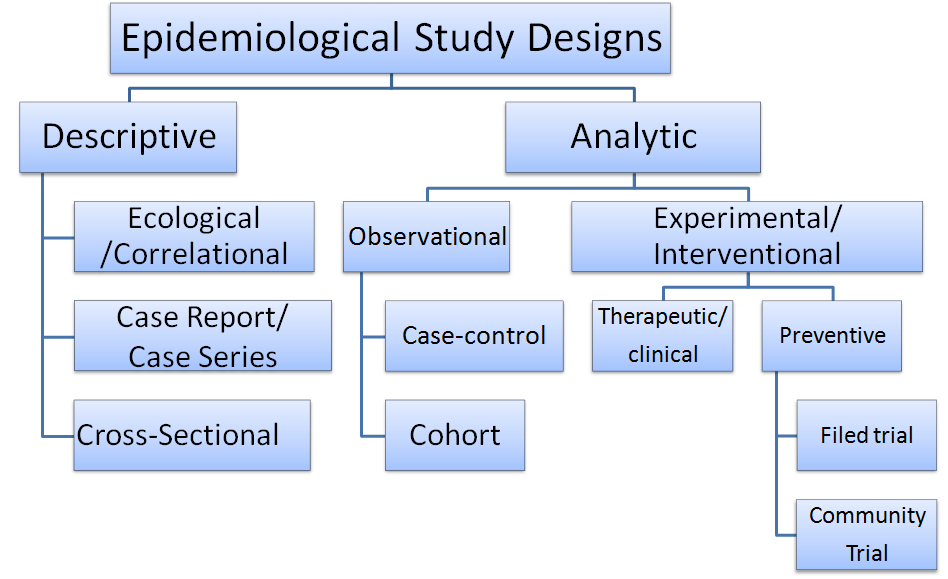 Epidemiological Study Designs
Descriptive
Analytic
Ecological
/Correlational
Case Report/
Case Series
Cross-Sectional
Observational
Case-control
Cohort
Experimental/
Interventional
Therapeutic/
clinical
Preventive
Filed trial
Community
Trial